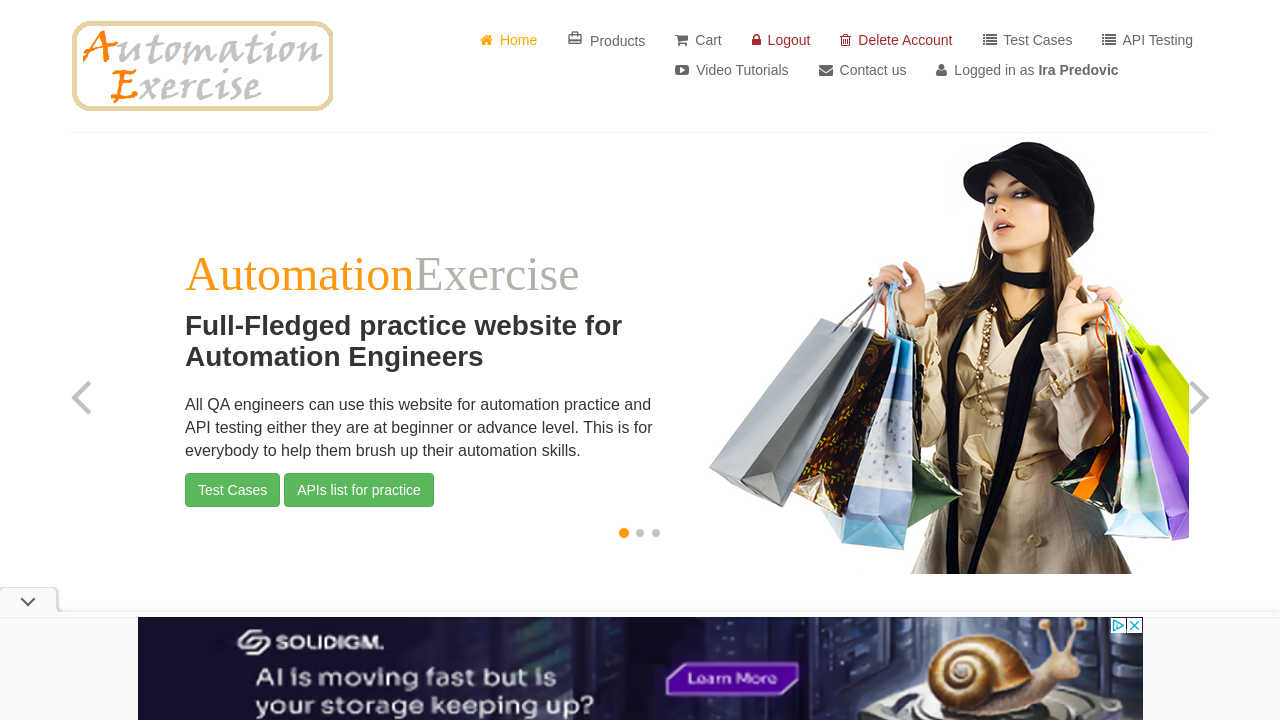 Automation
Exercise
Home
Products
Cart
Logout
Delete Account
Test Cases
API Testing
Video Tutorials
Contact us
Logged in as Ira Predovic
AutomationExercise
Full-Fledged practice website for
Automation Engineers
All QA engineers can use this website for automation practice and
API testing either they are at beginner or advance level. This is for
everybody to help them brush up their automation skills.
Test Cases
APIs list for practice
SOLIDIGM.
AI is moving fast but is
your storage keeping up?
Learn More